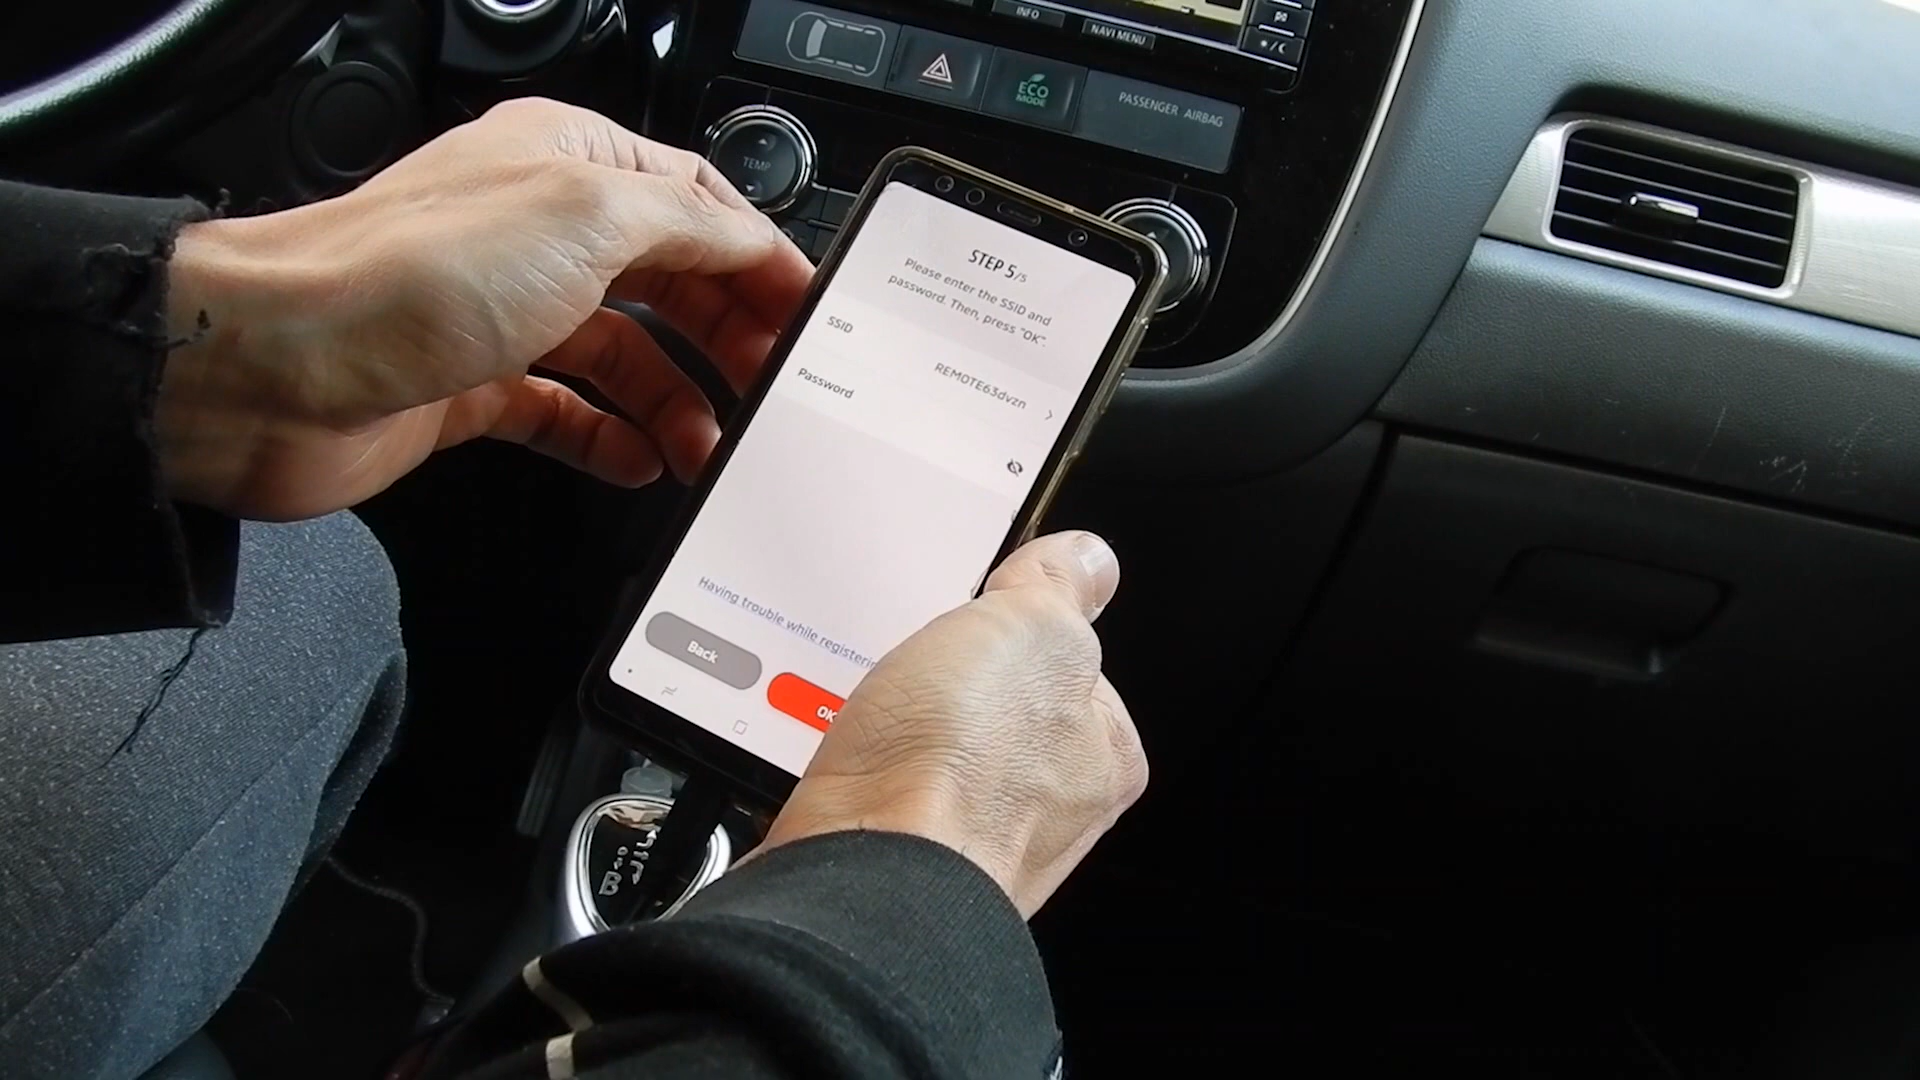 INFO
NAVI MENU
ECO
MODE
PASSENGER AIRBAG
TEMP
STEP 5/5
Please enter the SSID and
password. Then, press "OK".
SSID
REMOTE63dvzn
Password
Having trouble while registerin
Back
OK
B